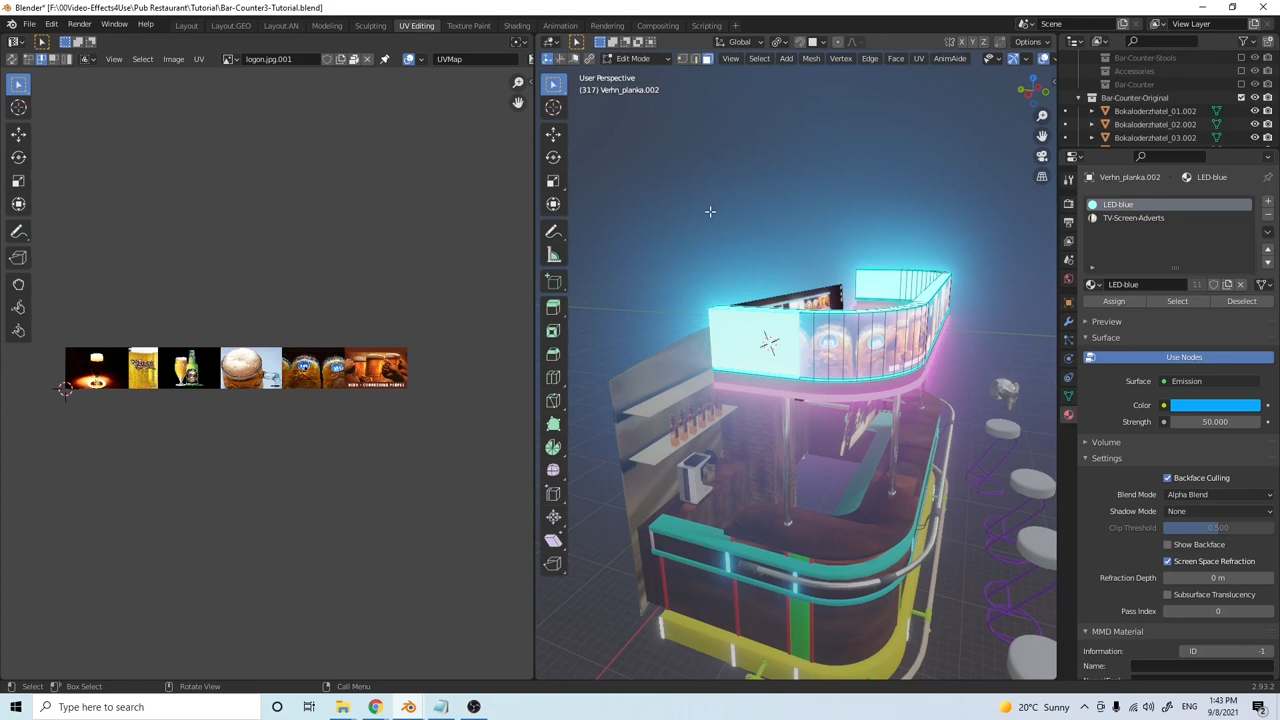 Blender* [F:\00Video-Effects4Use\Pub Restaurant\Tutorial\Bar-Counter3-Tutorial.blend]
File Edit Render Window Help Layout Layout.GEO Layout.AN Modeling Sculpting UV Editing Texture Paint Shading Animation Rendering Compositing Scripting Scene View Layer
Global X Y Z Options
View Select Image UV logon.jpg.001 UVMap Edit Mode View Select Add Mesh Vertex Edge Face UV AnimAide
User Perspective
(317) Verhn_planka.002
Bar-Counter-Stools
Accessories
Bar-Counter
Bar-Counter-Original
Bokaloderzhatel_01.002
Bokaloderzhatel_02.002
Bokaloderzhatel_03.002
Verhn_planka.002 LED-blue
LED-blue
TV-Screen-Adverts
LED-blue 11
Assign Select Deselect
Preview
Surface
Use Nodes
Surface Emission
Color
Strength 50.000
Volume
Settings
Backface Culling
Blend Mode Alpha Blend
Shadow Mode None
Clip Threshold 0.500
Show Backface
Screen Space Refraction
Refraction Depth 0 m
Subsurface Translucency
Pass Index 0
MMD Material
Information: ID -1
Name:
Select Box Select Rotate View Call Menu 2.93.2
Type here to search 20°C Sunny ENG 1:43 PM
9/8/2021